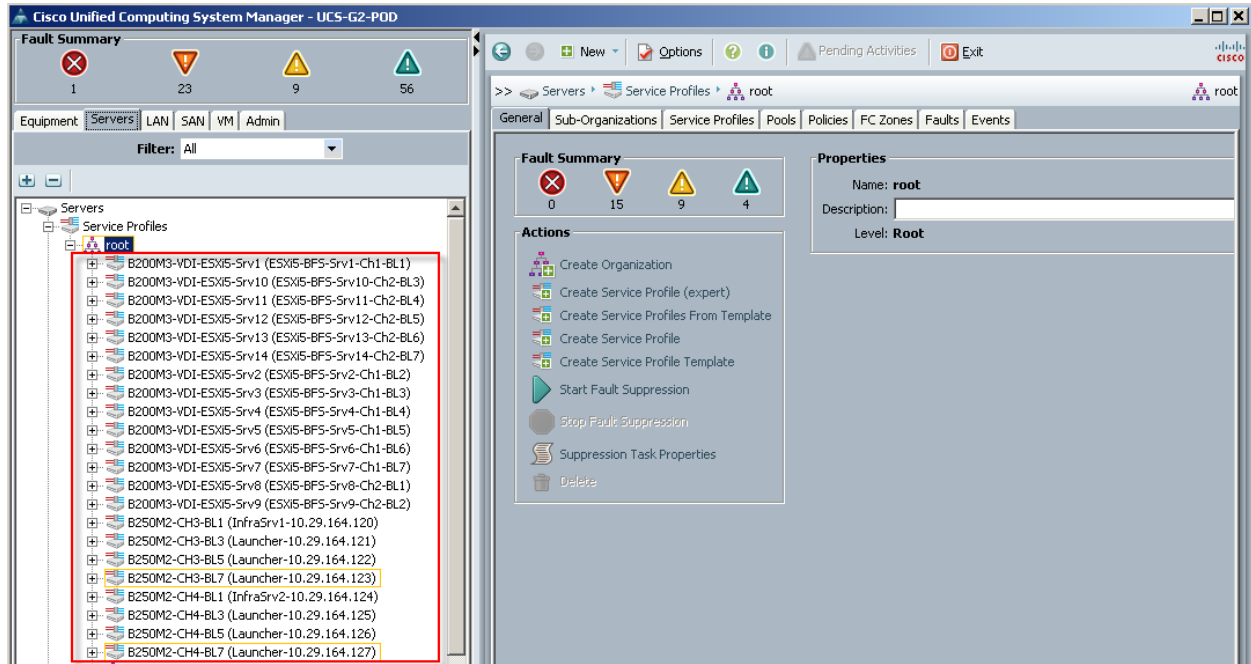 Cisco Unified Computing System Manager - UCS-G2-POD
Fault Summary
1 23 9 56
Equipment Servers LAN SAN VM Admin
Filter: All
Servers
Service Profiles
root
B200M3-VDI-ESXi5-Srv1 (ESXi5-BFS-Srv1-Ch1-BL1)
B200M3-VDI-ESXi5-Srv10 (ESXi5-BFS-Srv10-Ch2-BL3)
B200M3-VDI-ESXi5-Srv11 (ESXi5-BFS-Srv11-Ch2-BL4)
B200M3-VDI-ESXi5-Srv12 (ESXi5-BFS-Srv12-Ch2-BL5)
B200M3-VDI-ESXi5-Srv13 (ESXi5-BFS-Srv13-Ch2-BL6)
B200M3-VDI-ESXi5-Srv14 (ESXi5-BFS-Srv14-Ch2-BL7)
B200M3-VDI-ESXi5-Srv2 (ESXi5-BFS-Srv2-Ch1-BL2)
B200M3-VDI-ESXi5-Srv3 (ESXi5-BFS-Srv3-Ch1-BL3)
B200M3-VDI-ESXi5-Srv4 (ESXi5-BFS-Srv4-Ch1-BL4)
B200M3-VDI-ESXi5-Srv5 (ESXi5-BFS-Srv5-Ch1-BL5)
B200M3-VDI-ESXi5-Srv6 (ESXi5-BFS-Srv6-Ch1-BL6)
B200M3-VDI-ESXi5-Srv7 (ESXi5-BFS-Srv7-Ch1-BL7)
B200M3-VDI-ESXi5-Srv8 (ESXi5-BFS-Srv8-Ch2-BL1)
B200M3-VDI-ESXi5-Srv9 (ESXi5-BFS-Srv9-Ch2-BL2)
B250M2-CH3-BL1 (InfraSrv1-10.29.164.120)
B250M2-CH3-BL3 (Launcher-10.29.164.121)
B250M2-CH3-BL5 (Launcher-10.29.164.122)
B250M2-CH3-BL7 (Launcher-10.29.164.123)
B250M2-CH4-BL1 (InfraSrv2-10.29.164.124)
B250M2-CH4-BL3 (Launcher-10.29.164.125)
B250M2-CH4-BL5 (Launcher-10.29.164.126)
B250M2-CH4-BL7 (Launcher-10.29.164.127)
New Options Pending Activities Exit
CISCO
>> Servers Service Profiles root root
General Sub-Organizations Service Profiles Pools Policies FC Zones Faults Events
Fault Summary
0 15 9 4
Actions
Create Organization
Create Service Profile (expert)
Create Service Profiles From Template
Create Service Profile
Create Service Profile Template
Start Fault Suppression
Stop Fault Suppression
Suppression Task Properties
Delete
Properties
Name: root
Description:
Level: Root